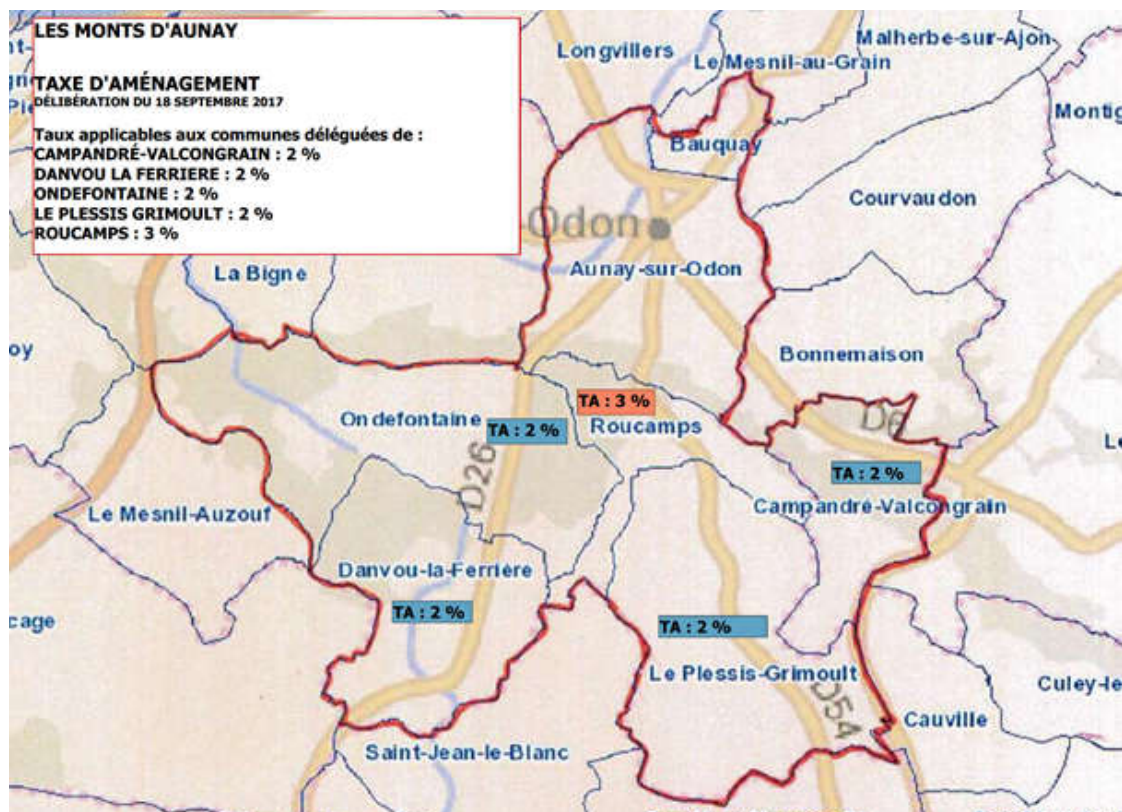 LES MONTS D'AUNAY
TAXE D'AMÉNAGEMENT
DÉLIBÉRATION DU 18 SEPTEMBRE 2017
Taux applicables aux communes déléguées de :
CAMPANDRÉ-VALCONGRAIN : 2 %
DANVOU LA FERRIERE : 2 %
ONDEFONTAINE : 2 %
LE PLESSIS GRIMOULT : 2 %
ROUCAMPS : 3 %
Longvillers
Malherbe-sur-Ajon
Le Mesnil-au-Grain
Bauquay
Courvaudon
Odon
Aunay-sur-Odon
La Bigne
Bonnemaison
TA : 3 %
Ondefontaine
TA : 2 %
Roucamps
D26
TA : 2 %
Le Mesnil-Auzouf
Campandré-Valcongrain
Danvou-la-Ferrière
TA : 2 %
TA : 2 %
Le Plessis-Grimoult
D54
Cauville
Saint-Jean-le-Blanc